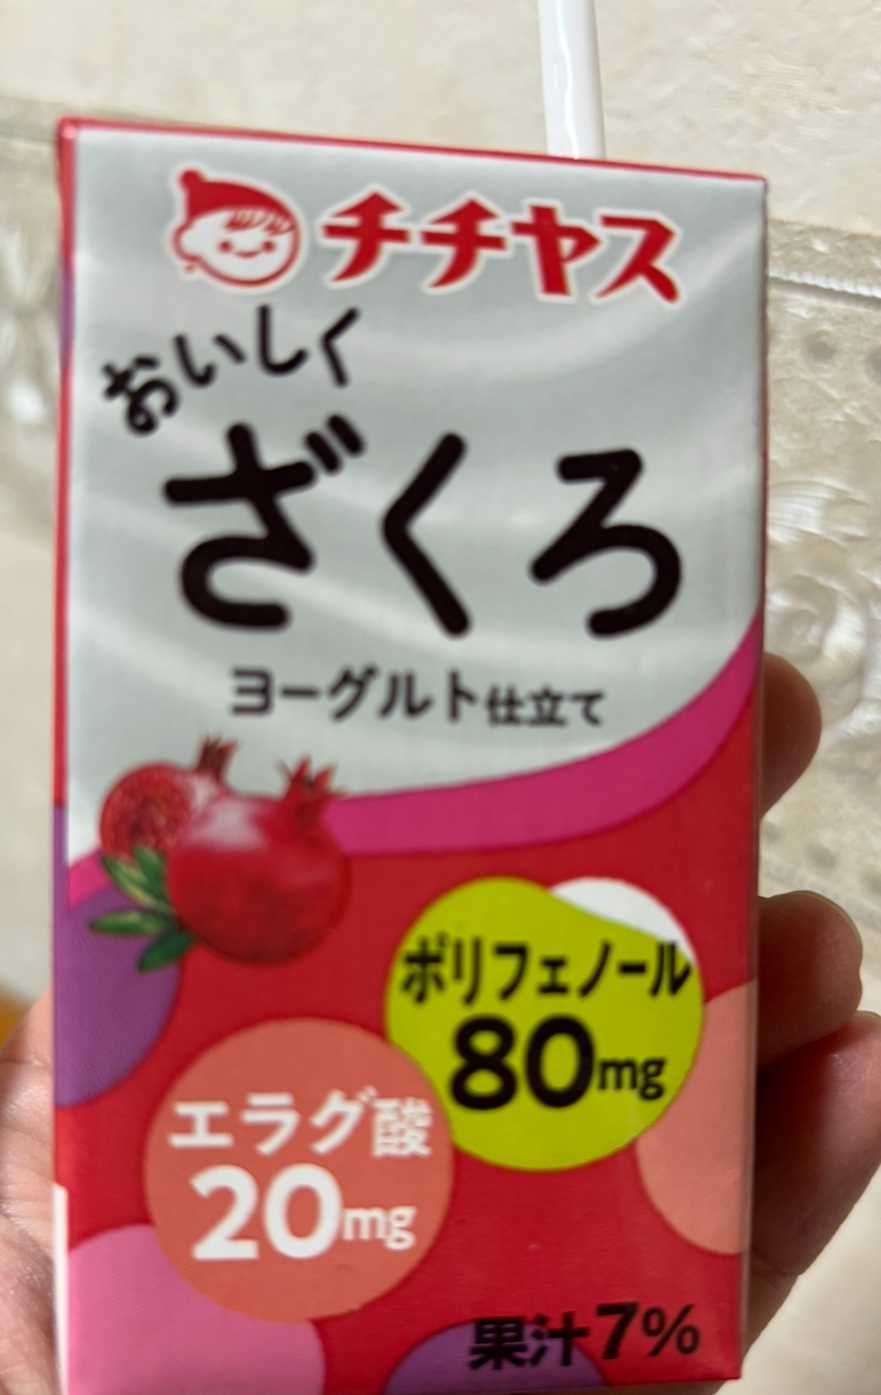 チチヤス
おいしく
ざくろ
ヨーグルト仕立て
ポリフェノール
80mg
エラグ酸
20mg
果汁7%